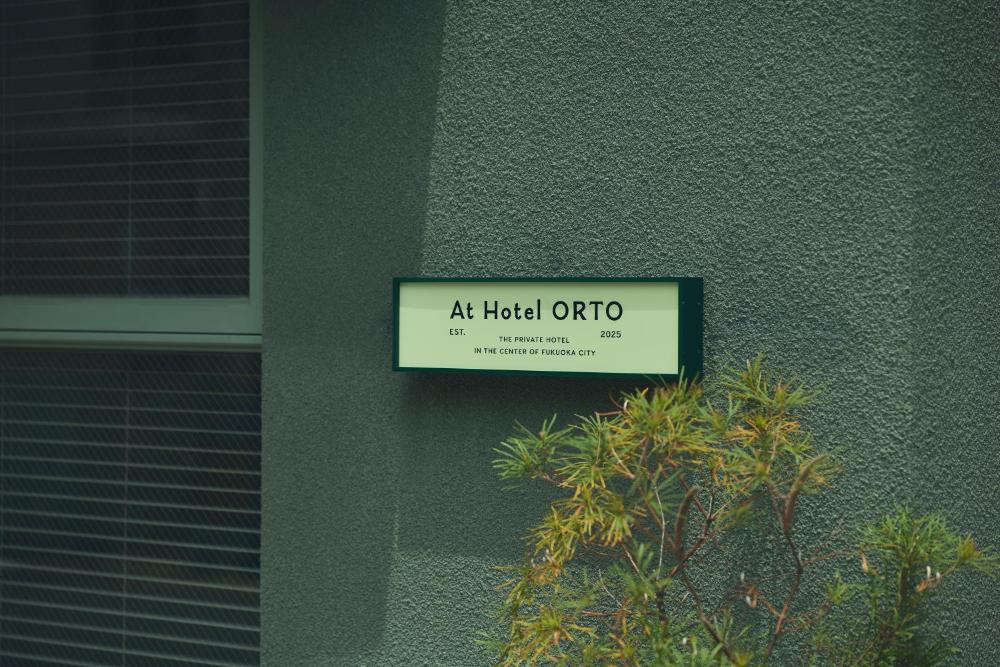 At Hotel ORTO
EST. 2025
THE PRIVATE HOTEL
IN THE CENTER OF FUKUOKA CITY